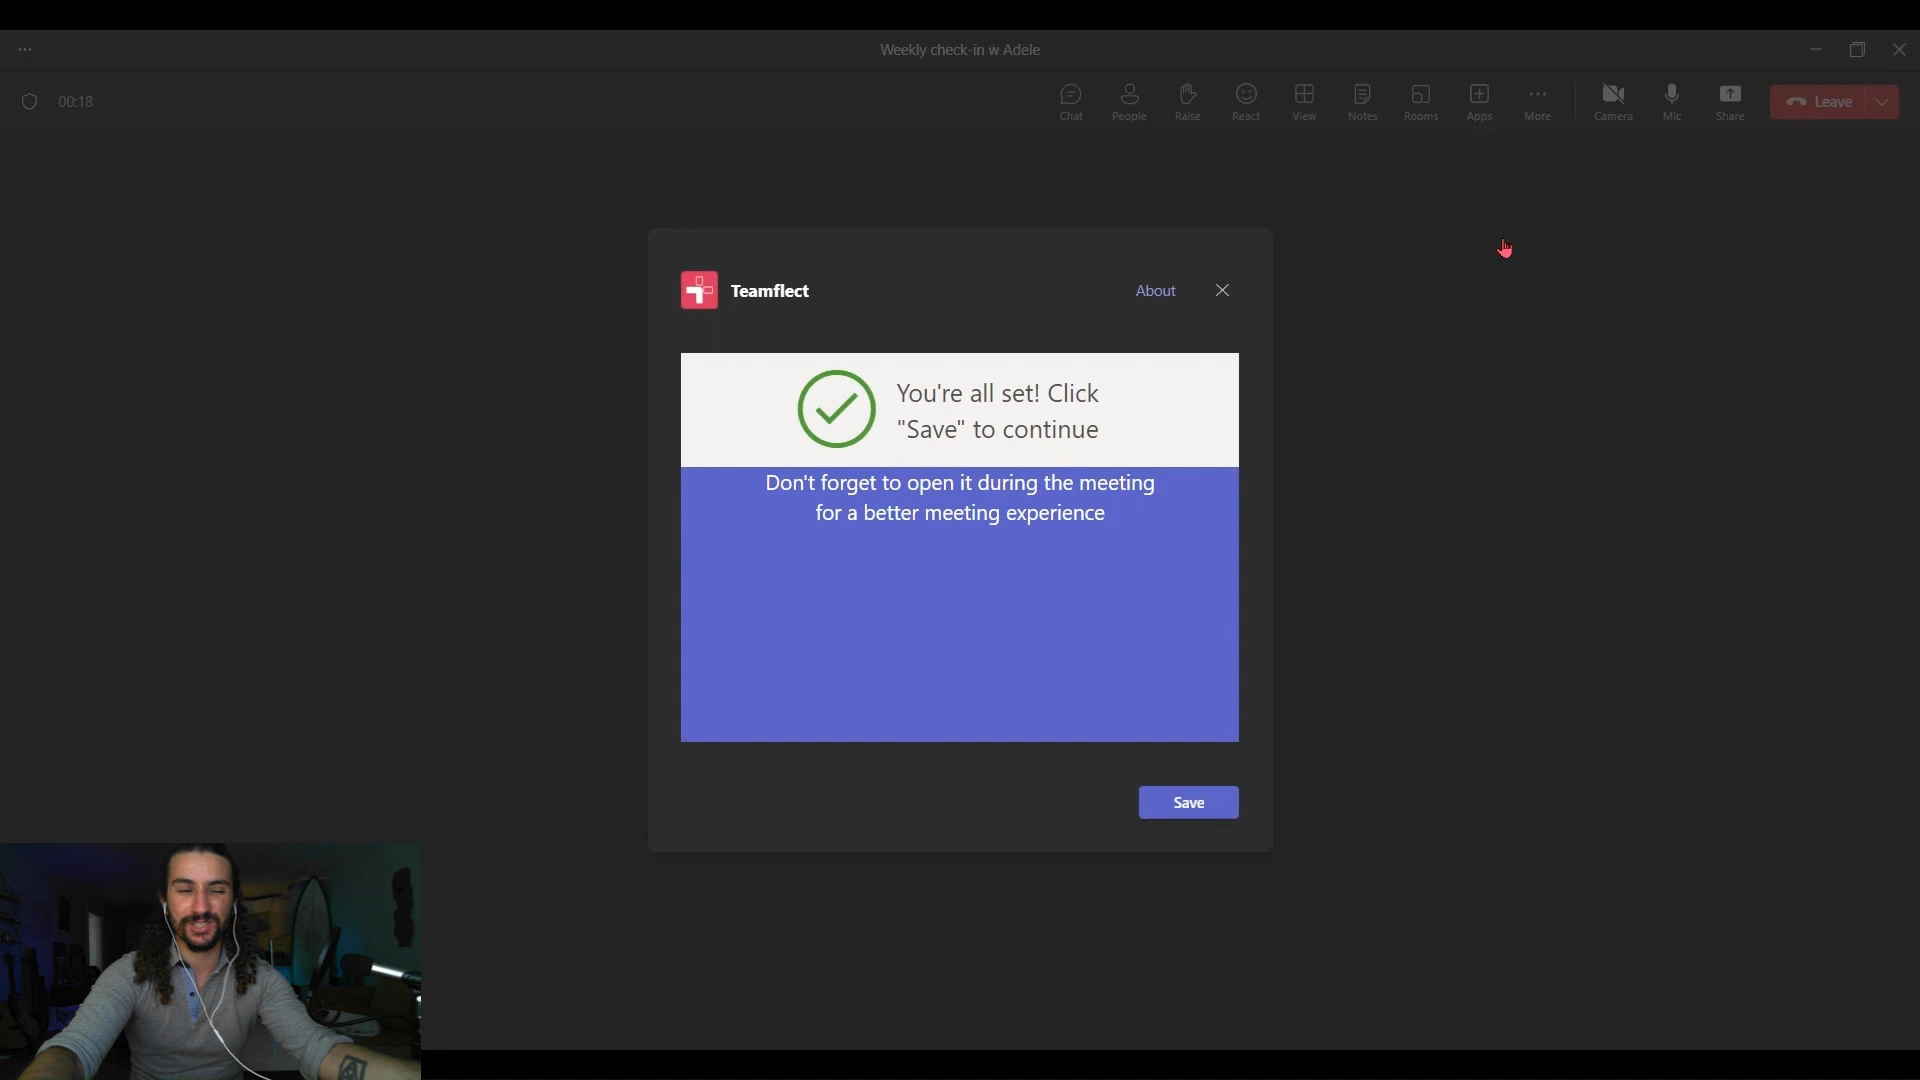 Weekly check-in w Adele
00:18
Chat
People
Raise
React
View
Notes
Rooms
Apps
More
Camera
Mic
Share
Leave
Teamflect
About
You're all set! Click
"Save" to continue
Don't forget to open it during the meeting
for a better meeting experience
Save